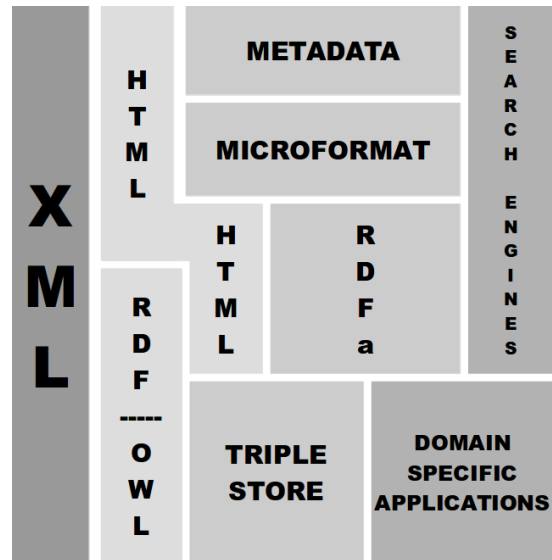 XML
HTML
METADATA
MICROFORMAT
SEARCH ENGINES
HTML
RDFa
RDF
-----
OWL
TRIPLE
STORE
DOMAIN
SPECIFIC
APPLICATIONS